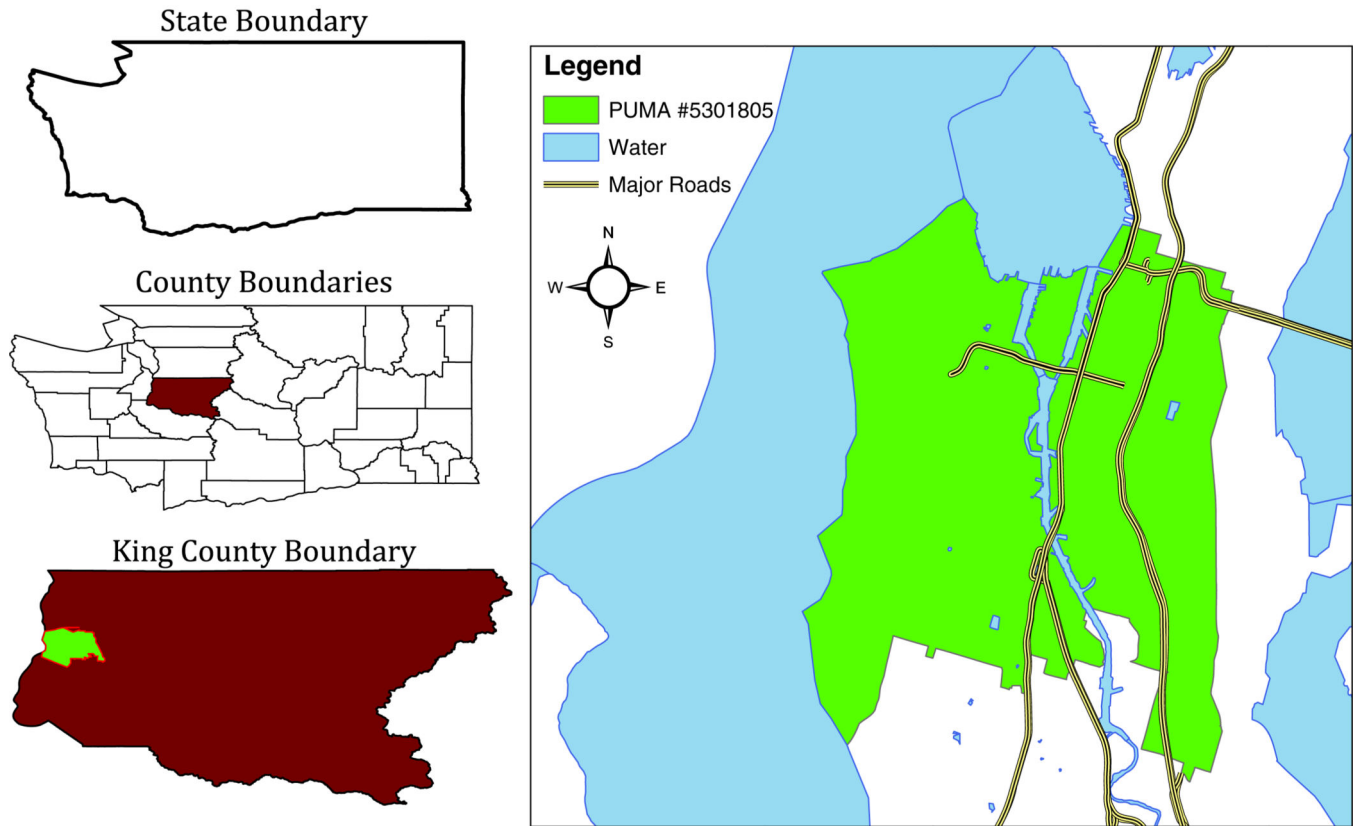 State Boundary
County Boundaries
King County Boundary
Legend
PUMA #5301805
Water
Major Roads
N
W
E
S